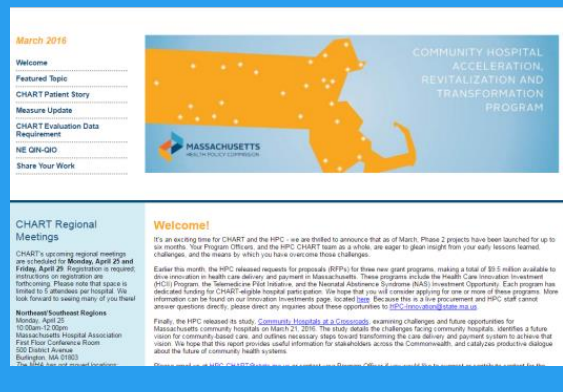 March 2016
Welcome
Featured Topic
CHART Patient Story
Measure Update
CHART Evaluation Data
Requirement
NE QIN-QIO
Share Your Work
COMMUNITY HOSPITAL
ACCELERATION,
REVITALIZATION AND
TRANSFORMATION
PROGRAM
MASSACHUSETTS
HEALTH POLICY COMMISSION
CHART Regional
Meetings
CHART's upcoming regional meetings
are scheduled for Monday, April 25 and
Friday, April 29. Registration is required;
instructions on registration are
forthcoming. Please note that space is
limited to 5 attendees per hospital. We
look forward to seeing many of you there!
Northeast/Southeast Regions
Monday, April 25
10:00am-12:00pm
Massachusetts Hospital Association
First Floor Conference Room
500 District Avenue
Burlington, MA 01803
The MHA has not moved locations;
Welcome!
It's an exciting time for CHART and the HPC - we are thrilled to announce that as of March, Phase 2 projects have been launched for up to
six months. Your Program Officers, and the HPC CHART team as a whole, are eager to glean insight from your early lessons learned,
challenges, and the means by which you have overcome those challenges.
Earlier this month, the HPC released requests for proposals (RFPs) for three new grant programs, making a total of $9.5 million available to
drive innovation in health care delivery and payment in Massachusetts. These programs include the Health Care Innovation Investment
(HCII) Program, the Telemedicine Pilot Initiative, and the Neonatal Abstinence Syndrome (NAS) Investment Opportunity. Each program has
dedicated funding for CHART-eligible hospital participation. We hope that you will consider applying for one or more of these programs. More
information can be found on our Innovation Investments page, located here. Because this is a live procurement and HPC staff cannot
answer questions directly, please direct any inquiries about these opportunities to HPC-Innovation@state.ma.us.
Finally, the HPC released its study, Community Hospitals at a Crossroads, examining challenges and future opportunities for
Massachusetts community hospitals on March 21, 2016. The study details the challenges facing community hospitals, identifies a future
vision for community-based care, and outlines necessary steps toward transforming the care delivery and payment system to achieve that
vision. We hope that this report provides useful information for stakeholders across the Commonwealth, and catalyzes productive dialogue
about the future of community health systems.